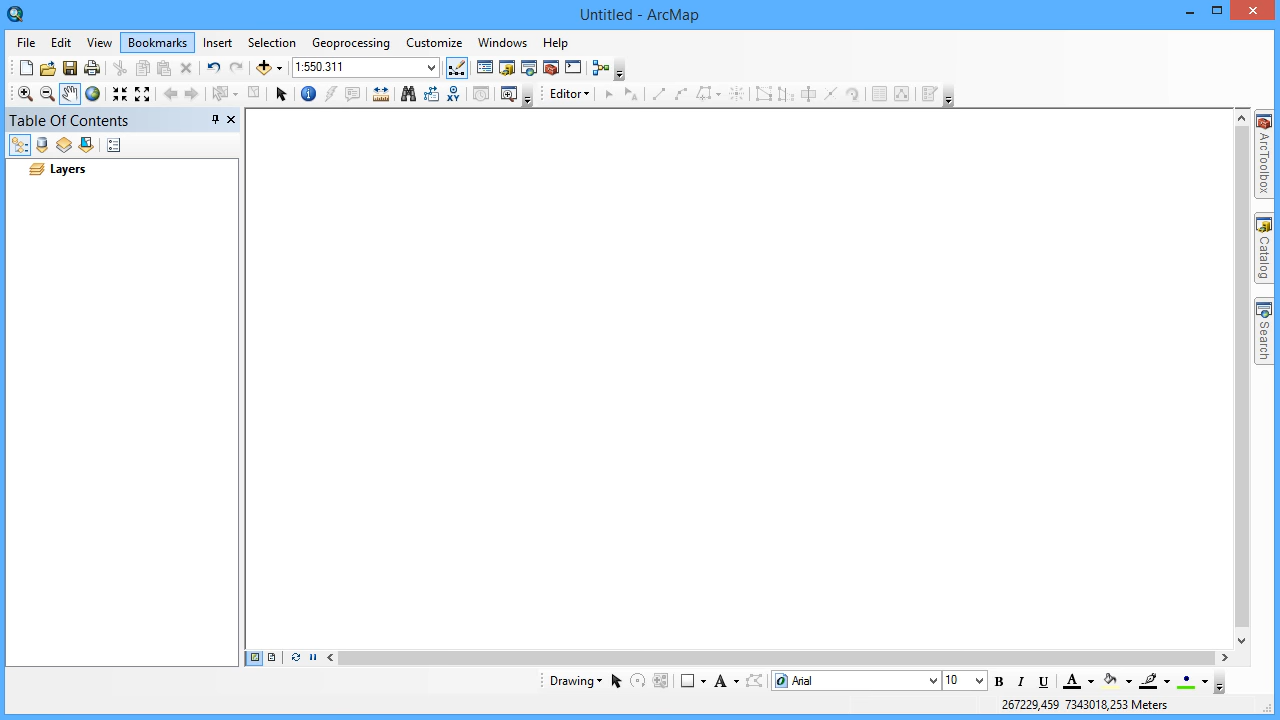 Untitled - ArcMap
File Edit View Bookmarks Insert Selection Geoprocessing Customize Windows Help
1:550.311
Editor
Table Of Contents
Layers
ArcToolbox
Catalog
Search
Drawing A Arial 10 B I U A
267229,459 7343018,253 Meters